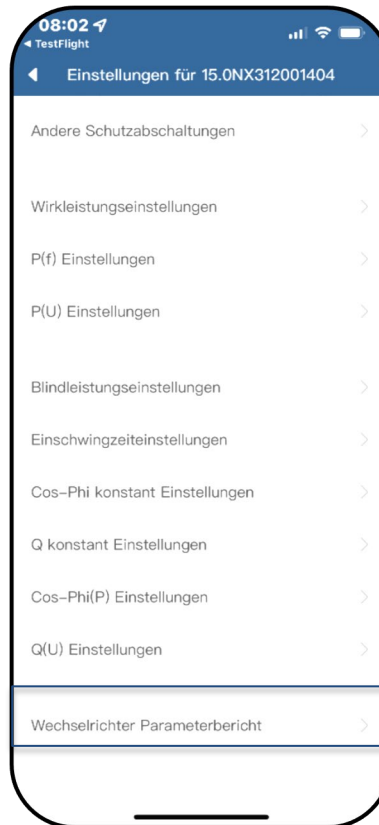 08:02
◀ TestFlight
Einstellungen für 15.0NX312001404
Andere Schutzabschaltungen
Wirkleistungseinstellungen
P(f) Einstellungen
P(U) Einstellungen
Blindleistungseinstellungen
Einschwingzeiteinstellungen
Cos-Phi konstant Einstellungen
Q konstant Einstellungen
Cos-Phi(P) Einstellungen
Q(U) Einstellungen
Wechselrichter Parameterbericht